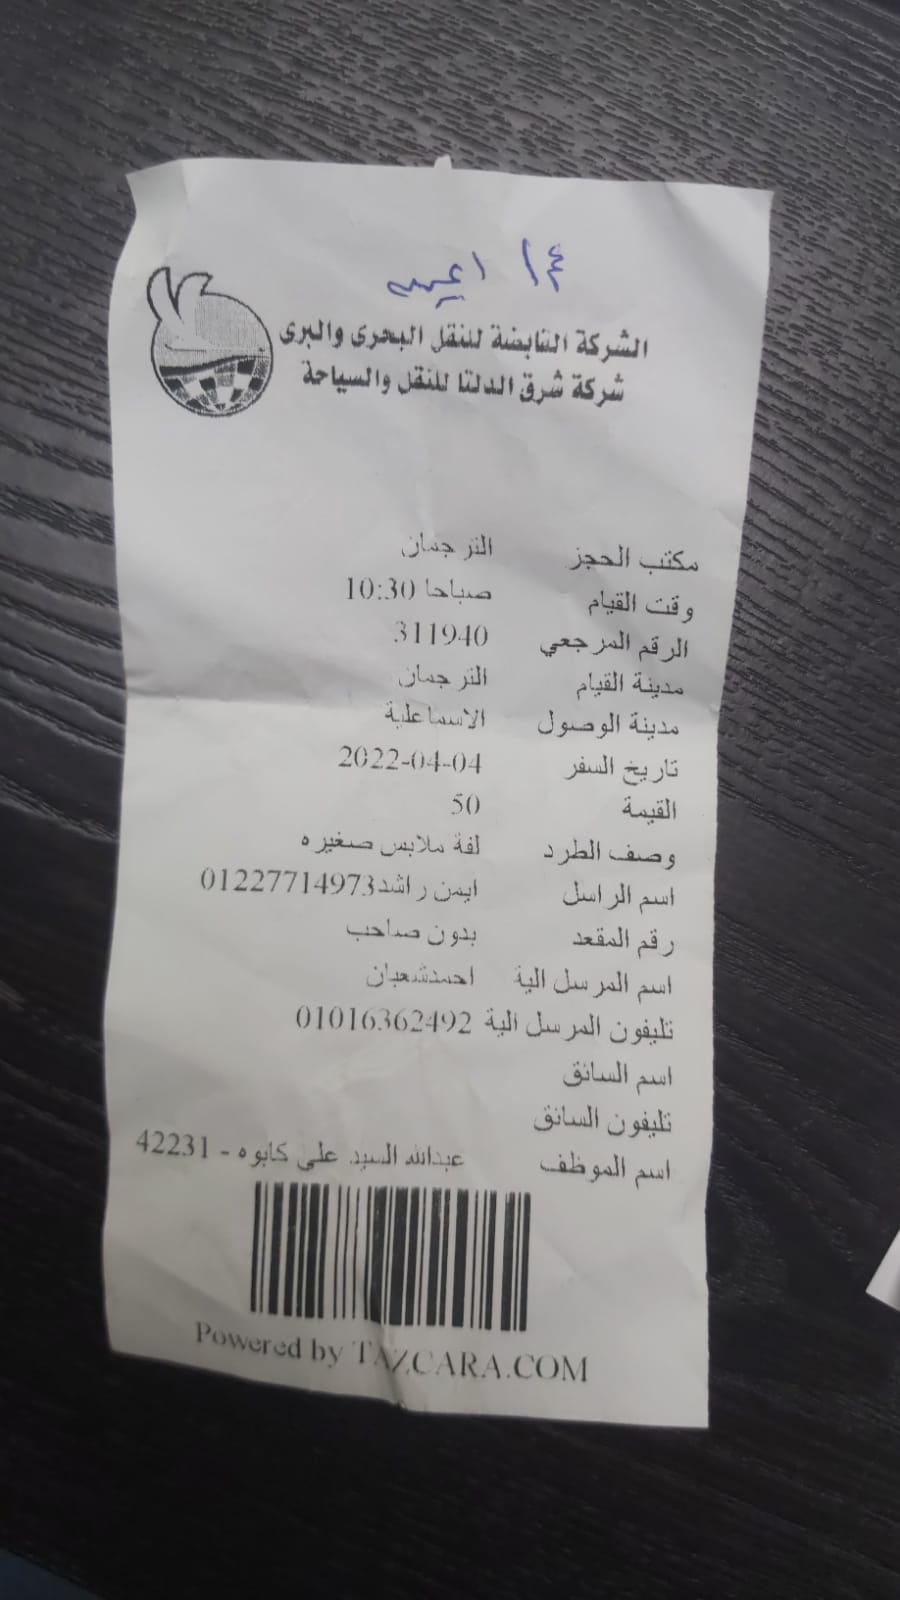 الشركة القابضة للنقل البحرى والبرى
شركة شرق الدلتا للنقل والسياحة
مكتب الحجز الترجمان
وقت القيام صباحا 10:30
الرقم المرجعي 311940
مدينة القيام الترجمان
مدينة الوصول الاسماعلية
تاريخ السفر 2022-04-04
القيمة 50
وصف الطرد لفة ملابس صغيره
اسم الراسل ايمن راشد01227714973
رقم المقعد بدون صاحب
اسم المرسل الية احمدشعبان
تليفون المرسل الية 01016362492
اسم السائق
تليفون السائق
اسم الموظف عبدالله السيد على كابوه - 42231
Powered by TAZCARA.COM